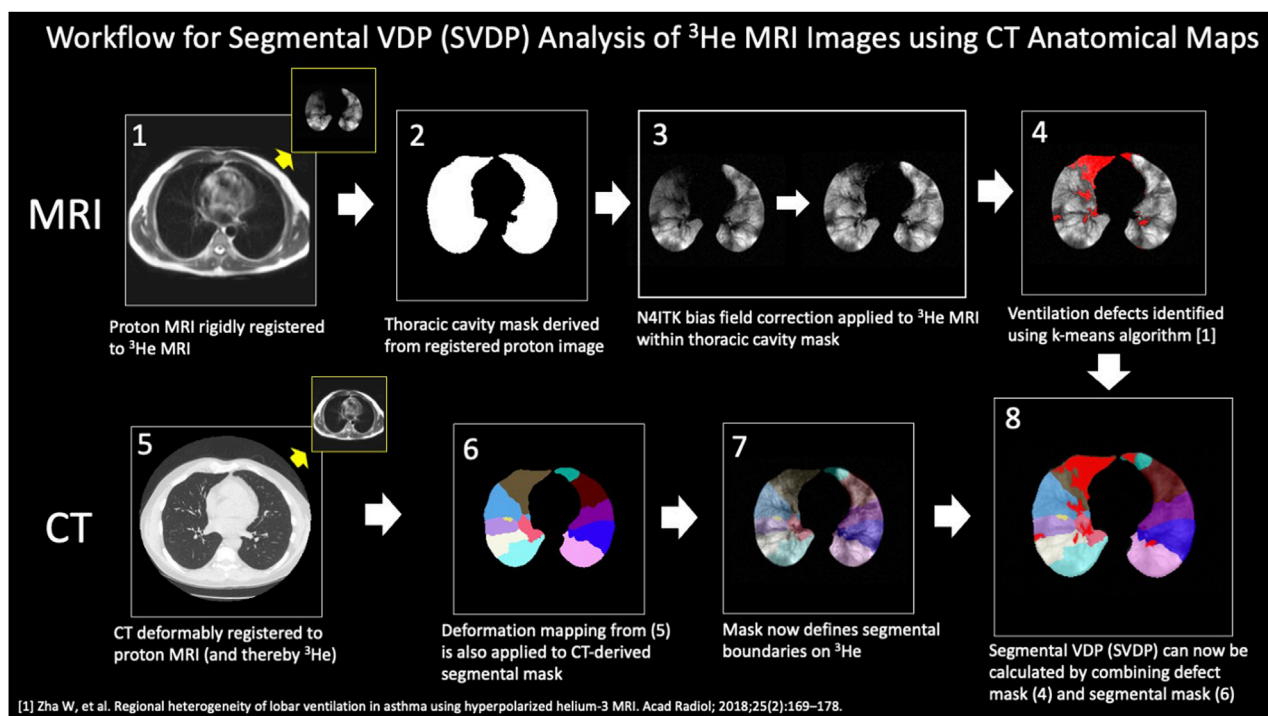 Workflow for Segmental VDP (SVDP) Analysis of ³He MRI Images using CT Anatomical Maps
MRI
1
2
3
4
Proton MRI rigidly registered
to ³He MRI
Thoracic cavity mask derived
from registered proton image
N4ITK bias field correction applied to ³He MRI
within thoracic cavity mask
Ventilation defects identified
using k-means algorithm [1]
CT
5
6
7
8
CT deformably registered to
proton MRI (and thereby ³He)
Deformation mapping from (5)
is also applied to CT-derived
segmental mask
Mask now defines segmental
boundaries on ³He
Segmental VDP (SVDP) can now be
calculated by combining defect
mask (4) and segmental mask (6)
[1] Zha W, et al. Regional heterogeneity of lobar ventilation in asthma using hyperpolarized helium-3 MRI. Acad Radiol; 2018;25(2):169–178.